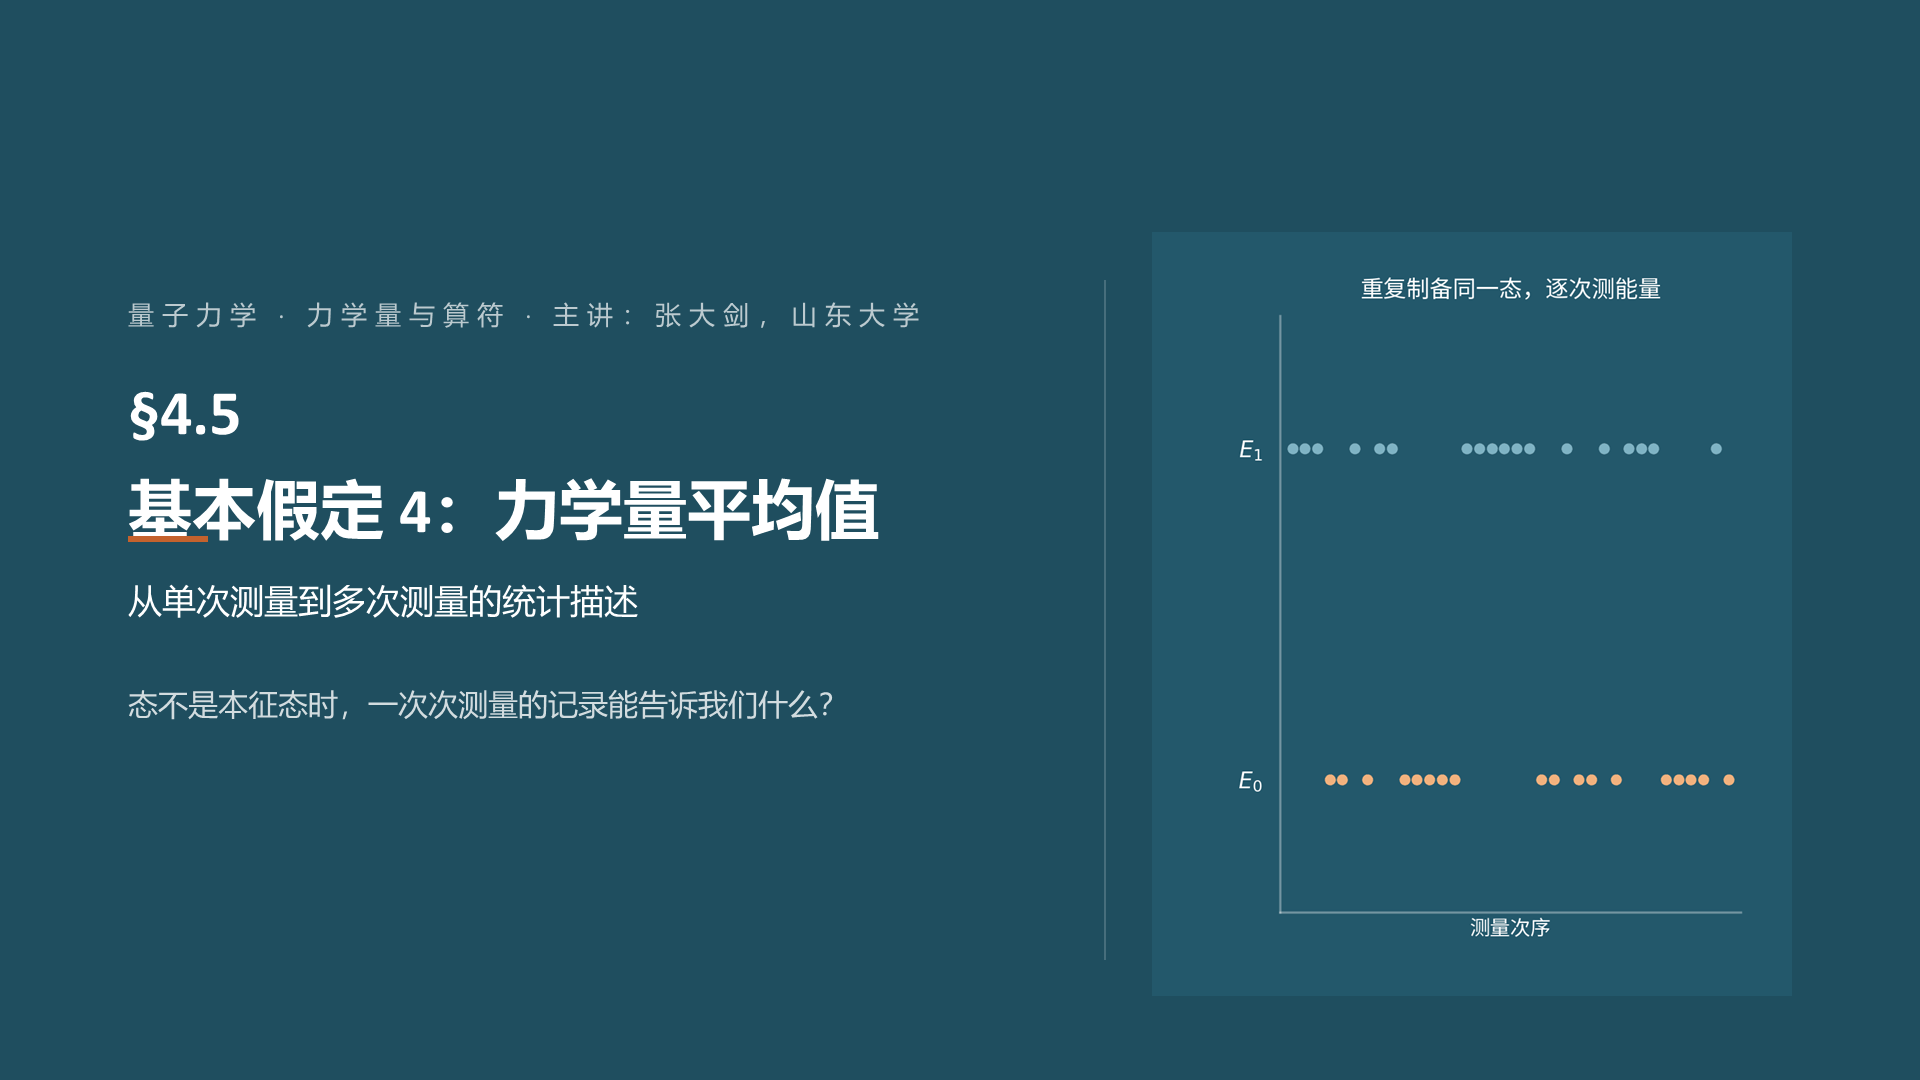 量子力学 · 力学量与算符 · 主讲：张大剑，山东大学
§4.5
基本假定 4：力学量平均值
从单次测量到多次测量的统计描述
态不是本征态时，一次次测量的记录能告诉我们什么？
重复制备同一态，逐次测能量
E₁
E₀
测量次序